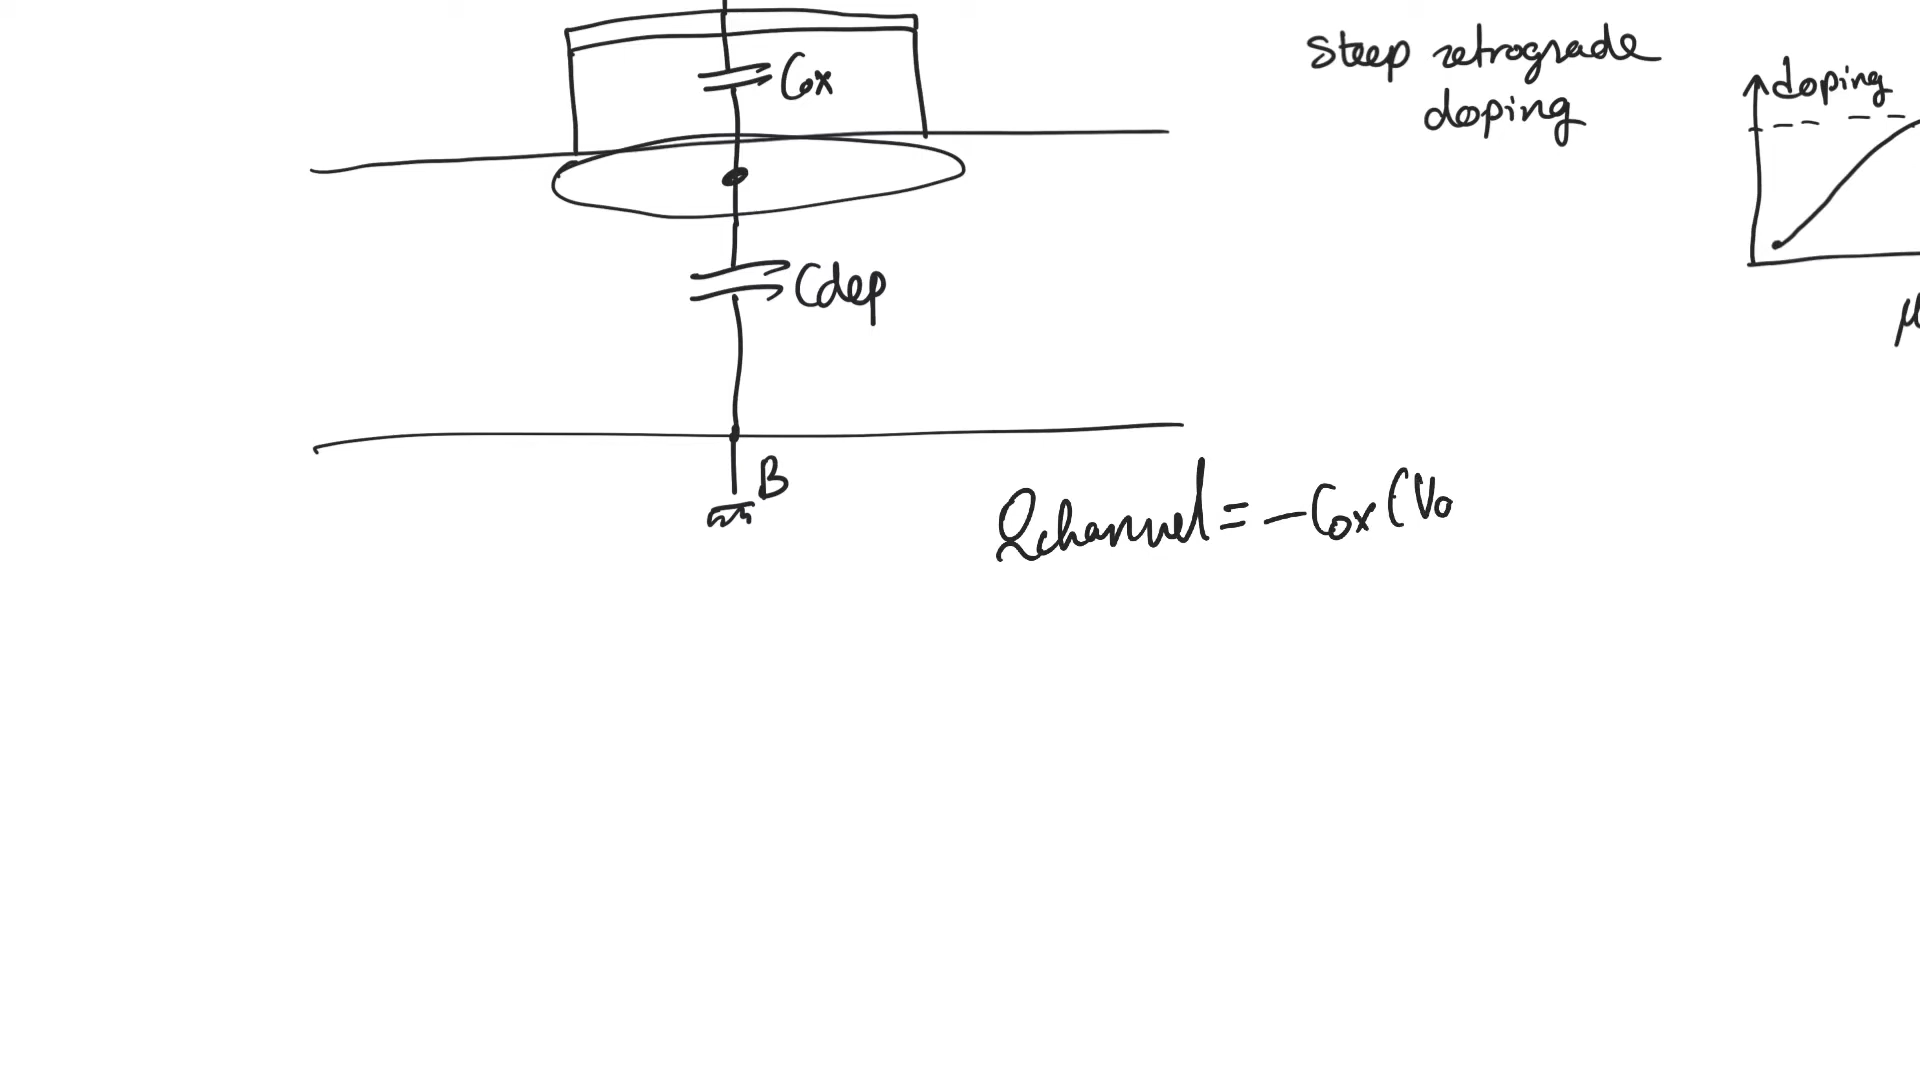 Cox
Cdep
B
Steep retrograde
doping
doping
μ
Qchannel = -Cox (Vo